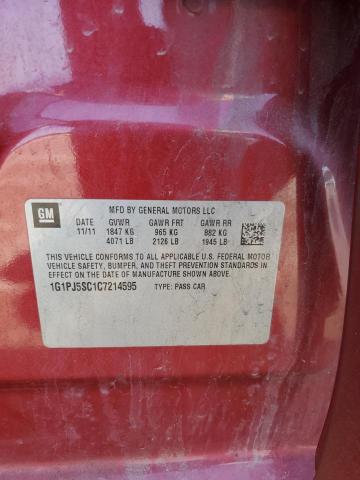 GM
MFD BY GENERAL MOTORS LLC
DATE GVWR GAWR FRT GAWR RR
11/11 1847 KG 965 KG 882 KG
4071 LB 2126 LB 1945 LB
THIS VEHICLE CONFORMS TO ALL APPLICABLE U.S. FEDERAL MOTOR
VEHICLE SAFETY, BUMPER, AND THEFT PREVENTION STANDARDS IN
EFFECT ON THE DATE OF MANUFACTURE SHOWN ABOVE.
1G1PJ5SC1C7214595 TYPE: PASS CAR